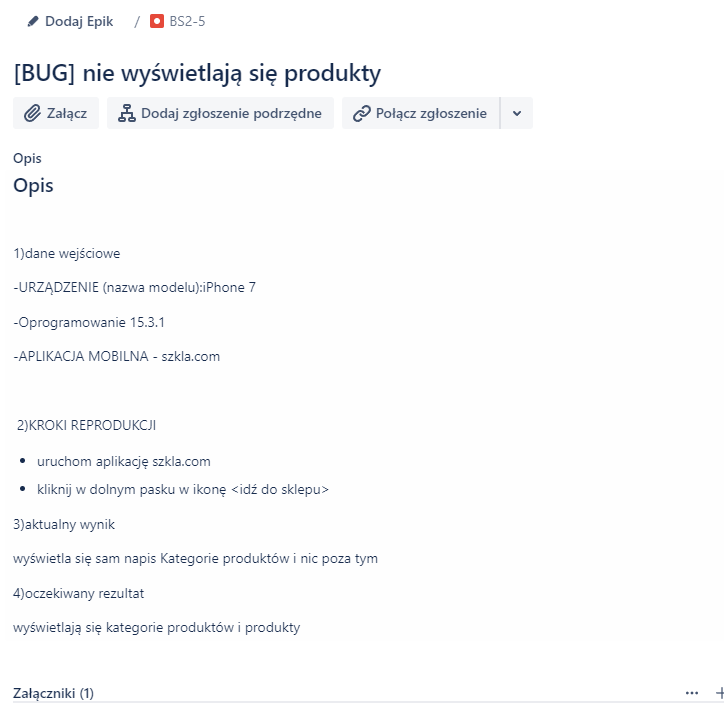 Dodaj Epik / BS2-5
[BUG] nie wyświetlają się produkty
Załącz Dodaj zgłoszenie podrzędne Połącz zgłoszenie
Opis
Opis
1)dane wejściowe
-URZĄDZENIE (nazwa modelu):iPhone 7
-Oprogramowanie 15.3.1
-APLIKACJA MOBILNA - szkla.com
2)KROKI REPRODUKCJI
• uruchom aplikację szkla.com
• kliknij w dolnym pasku w ikonę <idź do sklepu>
3)aktualny wynik
wyświetla się sam napis Kategorie produktów i nic poza tym
4)oczekiwany rezultat
wyświetlają się kategorie produktów i produkty
Załączniki (1)